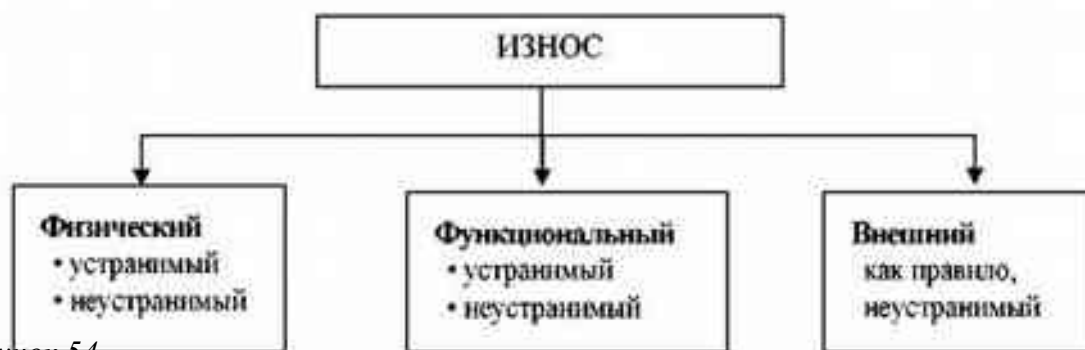 ИЗНОС
Физический
• устранимый
• неустранимый
Функциональный
• устранимый
• неустранимый
Внешний
как правило,
неустранимый